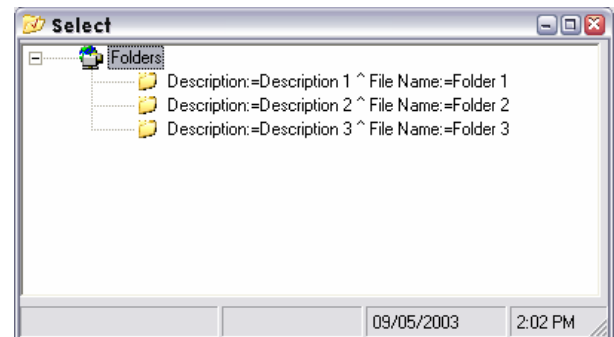 Select
Folders
Description:=Description 1 ^ File Name:=Folder 1
Description:=Description 2 ^ File Name:=Folder 2
Description:=Description 3 ^ File Name:=Folder 3
09/05/2003 2:02 PM